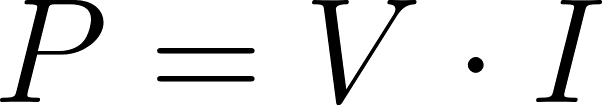 P = V · I